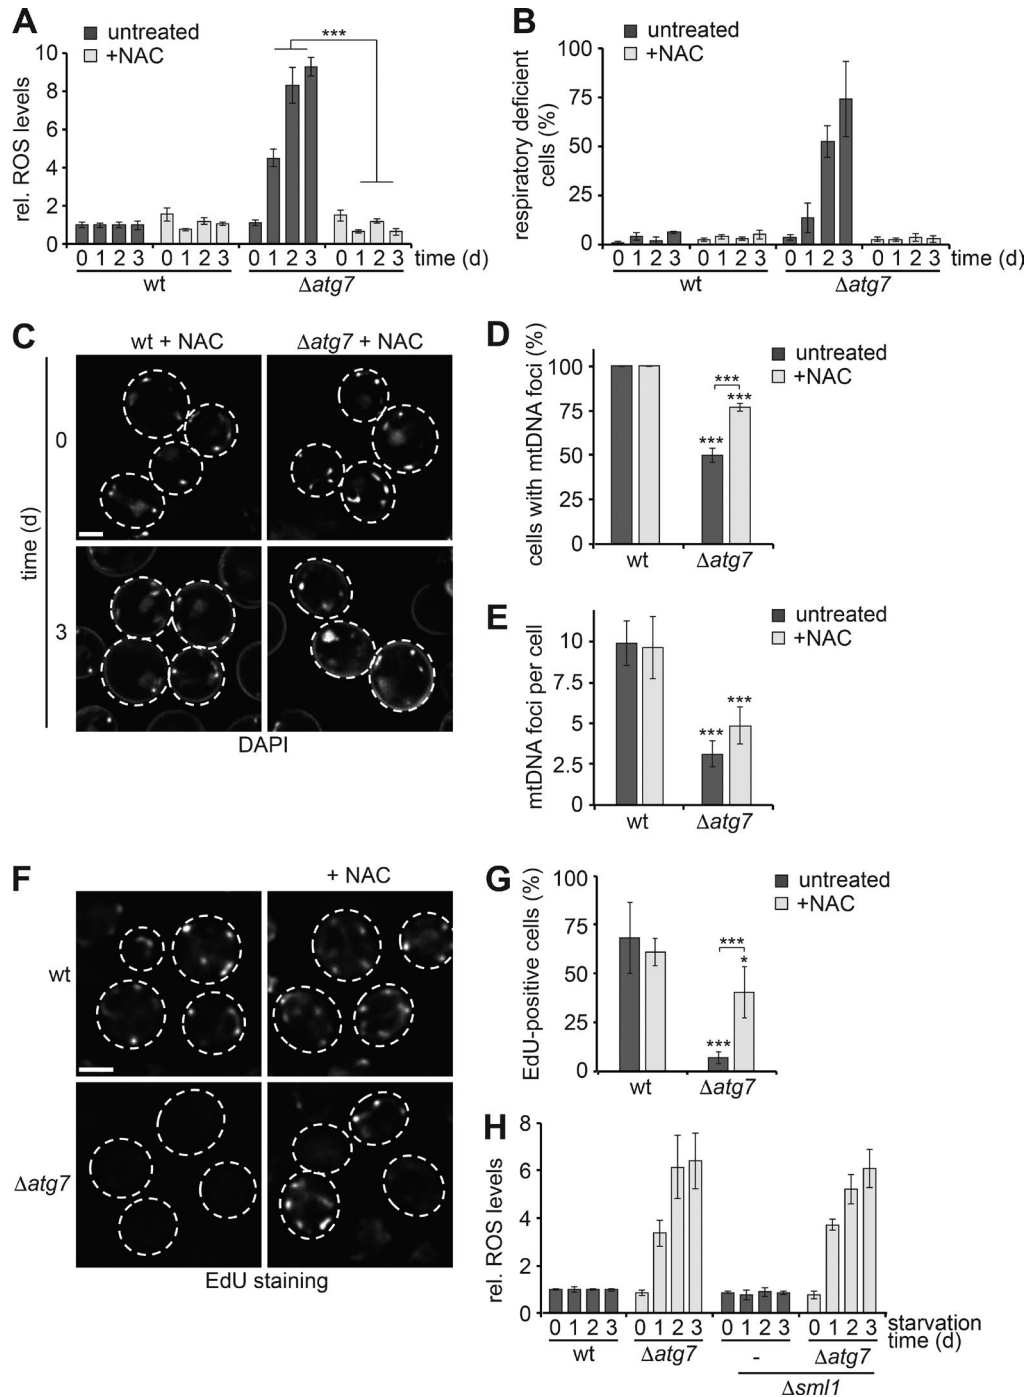 A
untreated
+NAC
***
10
8
6
4
2
0
rel. ROS levels
0 1 2 3 0 1 2 3 0 1 2 3 0 1 2 3 time (d)
wt Δatg7
B
untreated
+NAC
100
75
50
25
0
respiratory deficient
cells (%)
0 1 2 3 0 1 2 3 0 1 2 3 0 1 2 3 time (d)
wt Δatg7
C
wt + NAC Δatg7 + NAC
0
3
time (d)
DAPI
D
untreated
+NAC
cells with mtDNA foci (%)
100
75
50
25
0
***
*** ***
wt Δatg7
E
untreated
+NAC
mtDNA foci per cell
10
7.5
5
2.5
0
*** ***
wt Δatg7
F
+ NAC
wt
Δatg7
EdU staining
G
untreated
+NAC
EdU-positive cells (%)
100
75
50
25
0
***
*** *
wt Δatg7
H
rel. ROS levels
8
6
4
2
0
0 1 2 3 0 1 2 3 0 1 2 3 0 1 2 3 starvation
time (d)
wt Δatg7 - Δatg7
Δsml1